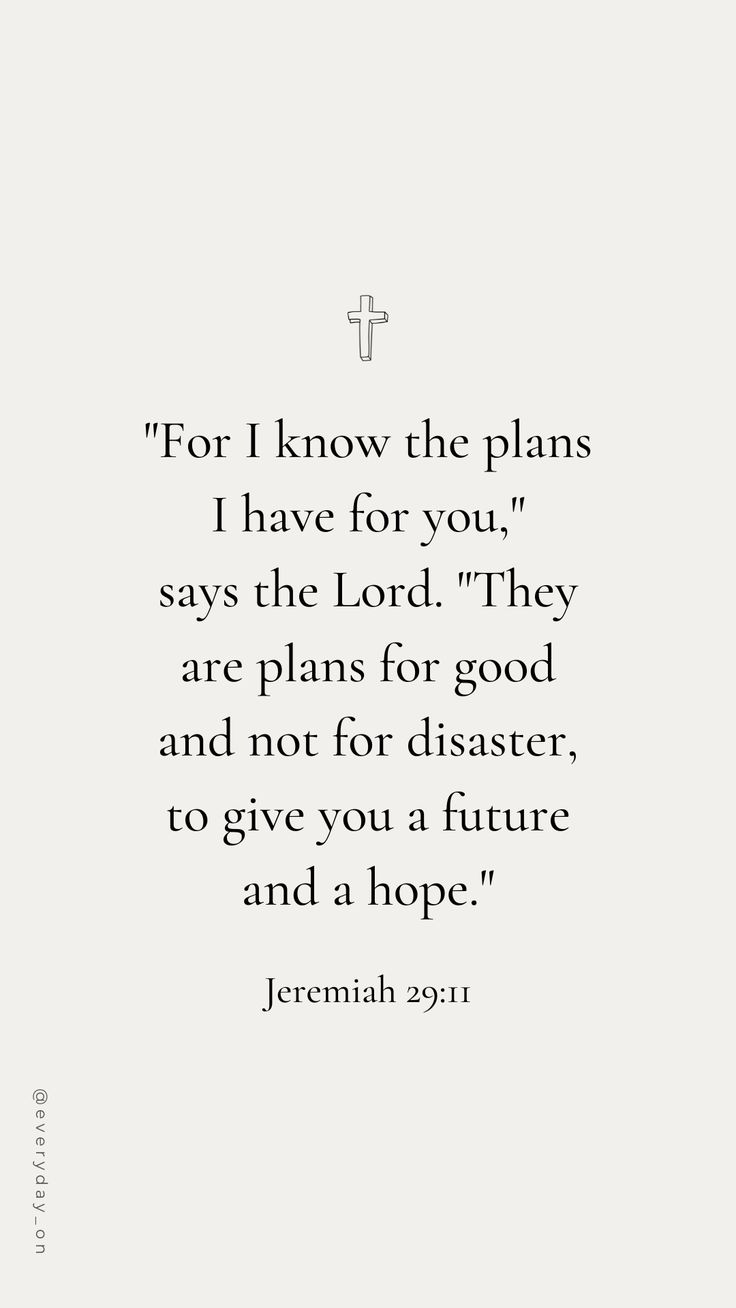 "For I know the plans
I have for you,"
says the Lord. "They
are plans for good
and not for disaster,
to give you a future
and a hope."
Jeremiah 29:11
@everyday_on